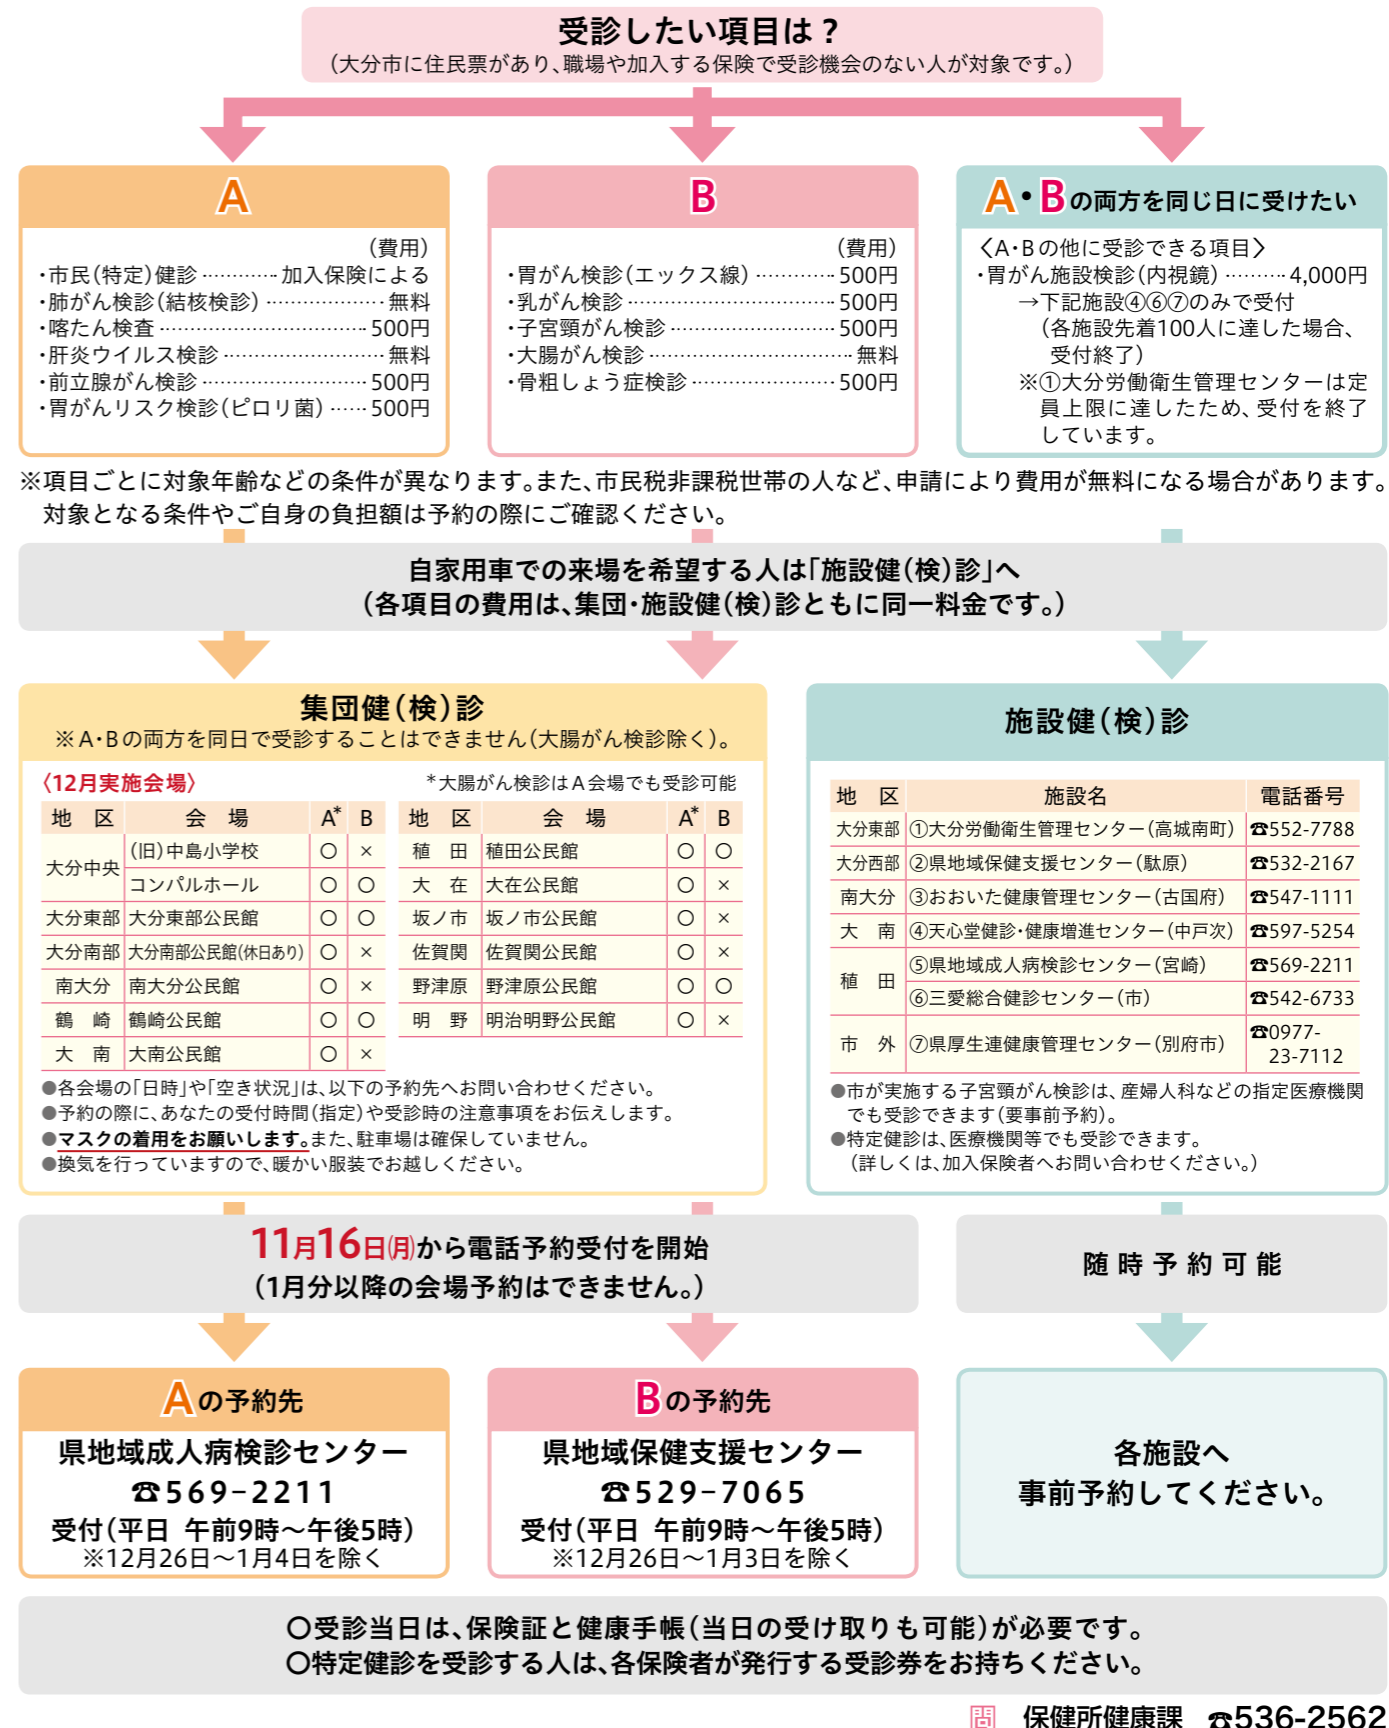 受診したい項目は？
（大分市に住民票があり、職場や加入する保険で受診機会のない人が対象です。）
A
（費用）
・市民（特定）健診…………加入保険による
・肺がん検診（結核検診）………………無料
・喀たん検査……………………………500円
・肝炎ウイルス検診……………………無料
・前立腺がん検診………………………500円
・胃がんリスク検診（ピロリ菌）……500円
B
（費用）
・胃がん検診（エックス線）…………500円
・乳がん検診……………………………500円
・子宮頸がん検診………………………500円
・大腸がん検診…………………………無料
・骨粗しょう症検診……………………500円
A・Bの両方を同じ日に受けたい
〈A・Bの他に受診できる項目〉
・胃がん施設検診（内視鏡）………4,000円
→下記施設④⑥⑦のみで受付
（各施設先着100人に達した場合、
受付終了）
※①大分労働衛生管理センターは定
員上限に達したため、受付を終了
しています。
※項目ごとに対象年齢などの条件が異なります。また、市民税非課税世帯の人など、申請により費用が無料になる場合があります。
対象となる条件やご自身の負担額は予約の際にご確認ください。
自家用車での来場を希望する人は「施設健（検）診」へ
（各項目の費用は、集団・施設健（検）診ともに同一料金です。）
集団健（検）診
※A・Bの両方を同日で受診することはできません（大腸がん検診除く）。
〈12月実施会場〉 *大腸がん検診はA会場でも受診可能
地 区 会 場 A* B
大分中央 （旧）中島小学校 ○ ×
コンパルホール ○ ○
大分東部 大分東部公民館 ○ ○
大分南部 大分南部公民館（休日あり） ○ ×
南大分 南大分公民館 ○ ×
鶴 崎 鶴崎公民館 ○ ○
大 南 大南公民館 ○ ×
地 区 会 場 A* B
稙 田 稙田公民館 ○ ○
大 在 大在公民館 ○ ×
坂ノ市 坂ノ市公民館 ○ ×
佐賀関 佐賀関公民館 ○ ×
野津原 野津原公民館 ○ ○
明 野 明治明野公民館 ○ ×
●各会場の「日時」や「空き状況」は、以下の予約先へお問い合わせください。
●予約の際に、あなたの受付時間（指定）や受診時の注意事項をお伝えします。
●マスクの着用をお願いします。また、駐車場は確保していません。
●換気を行っていますので、暖かい服装でお越しください。
施設健（検）診
地 区 施設名 電話番号
大分東部 ①大分労働衛生管理センター（高城南町） ☎552-7788
大分西部 ②県地域保健支援センター（駄原） ☎532-2167
南大分 ③おおいた健康管理センター（古国府） ☎547-1111
大 南 ④天心堂健診・健康増進センター（中戸次） ☎597-5254
稙 田 ⑤県地域成人病検診センター（宮崎） ☎569-2211
⑥三愛総合健診センター（市） ☎542-6733
市 外 ⑦県厚生連健康管理センター（別府市） ☎0977-
23-7112
●市が実施する子宮頸がん検診は、産婦人科などの指定医療機関
でも受診できます（要事前予約）。
●特定健診は、医療機関等でも受診できます。
（詳しくは、加入保険者へお問い合わせください。）
11月16日㈪から電話予約受付を開始
（1月分以降の会場予約はできません。）
随時予約可能
Aの予約先
県地域成人病検診センター
☎569-2211
受付（平日 午前9時〜午後5時）
※12月26日〜1月4日を除く
Bの予約先
県地域保健支援センター
☎529-7065
受付（平日 午前9時〜午後5時）
※12月26日〜1月3日を除く
各施設へ
事前予約してください。
○受診当日は、保険証と健康手帳（当日の受け取りも可能）が必要です。
○特定健診を受診する人は、各保険者が発行する受診券をお持ちください。
問 保健所健康課 ☎536-2562